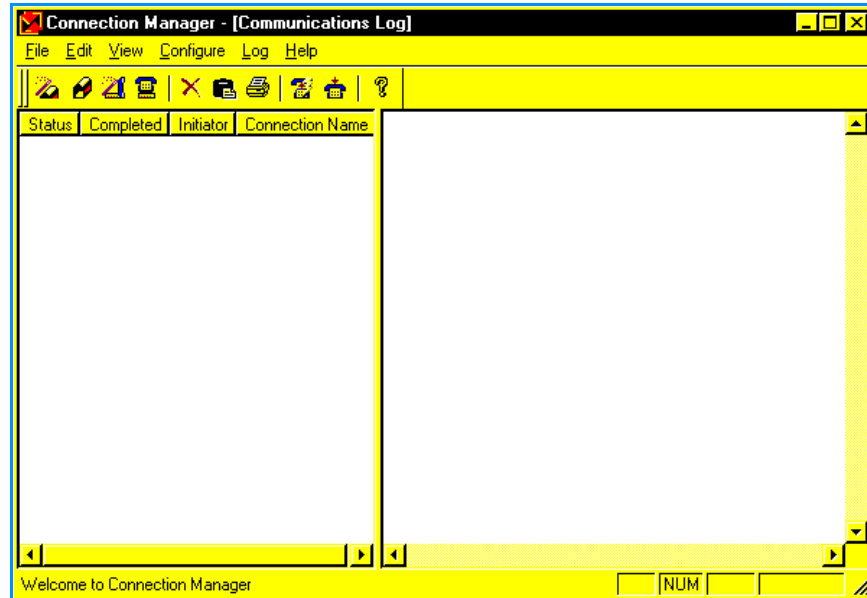 Connection Manager - [Communications Log]
File Edit View Configure Log Help
Status Completed Initiator Connection Name
Welcome to Connection Manager NUM